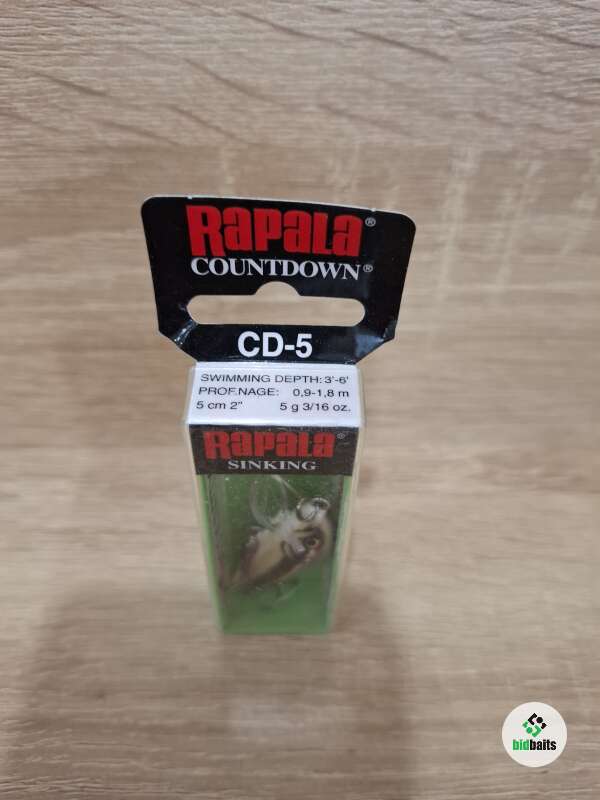 Rapala®
COUNTDOWN®
CD-5
SWIMMING DEPTH: 3'-6'
PROF.NAGE: 0,9-1,8 m
5 cm 2" 5 g 3/16 oz.
Rapala®
SINKING
bidbaits